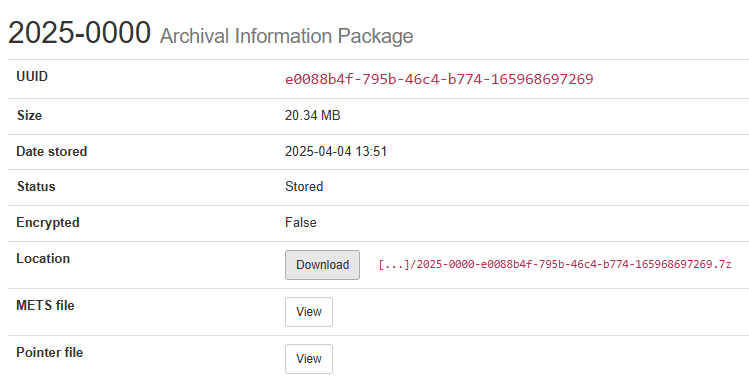 2025-0000 Archival Information Package
UUID e0088b4f-795b-46c4-b774-165968697269
Size 20.34 MB
Date stored 2025-04-04 13:51
Status Stored
Encrypted False
Location Download [...]/2025-0000-e0088b4f-795b-46c4-b774-165968697269.7z
METS file View
Pointer file View